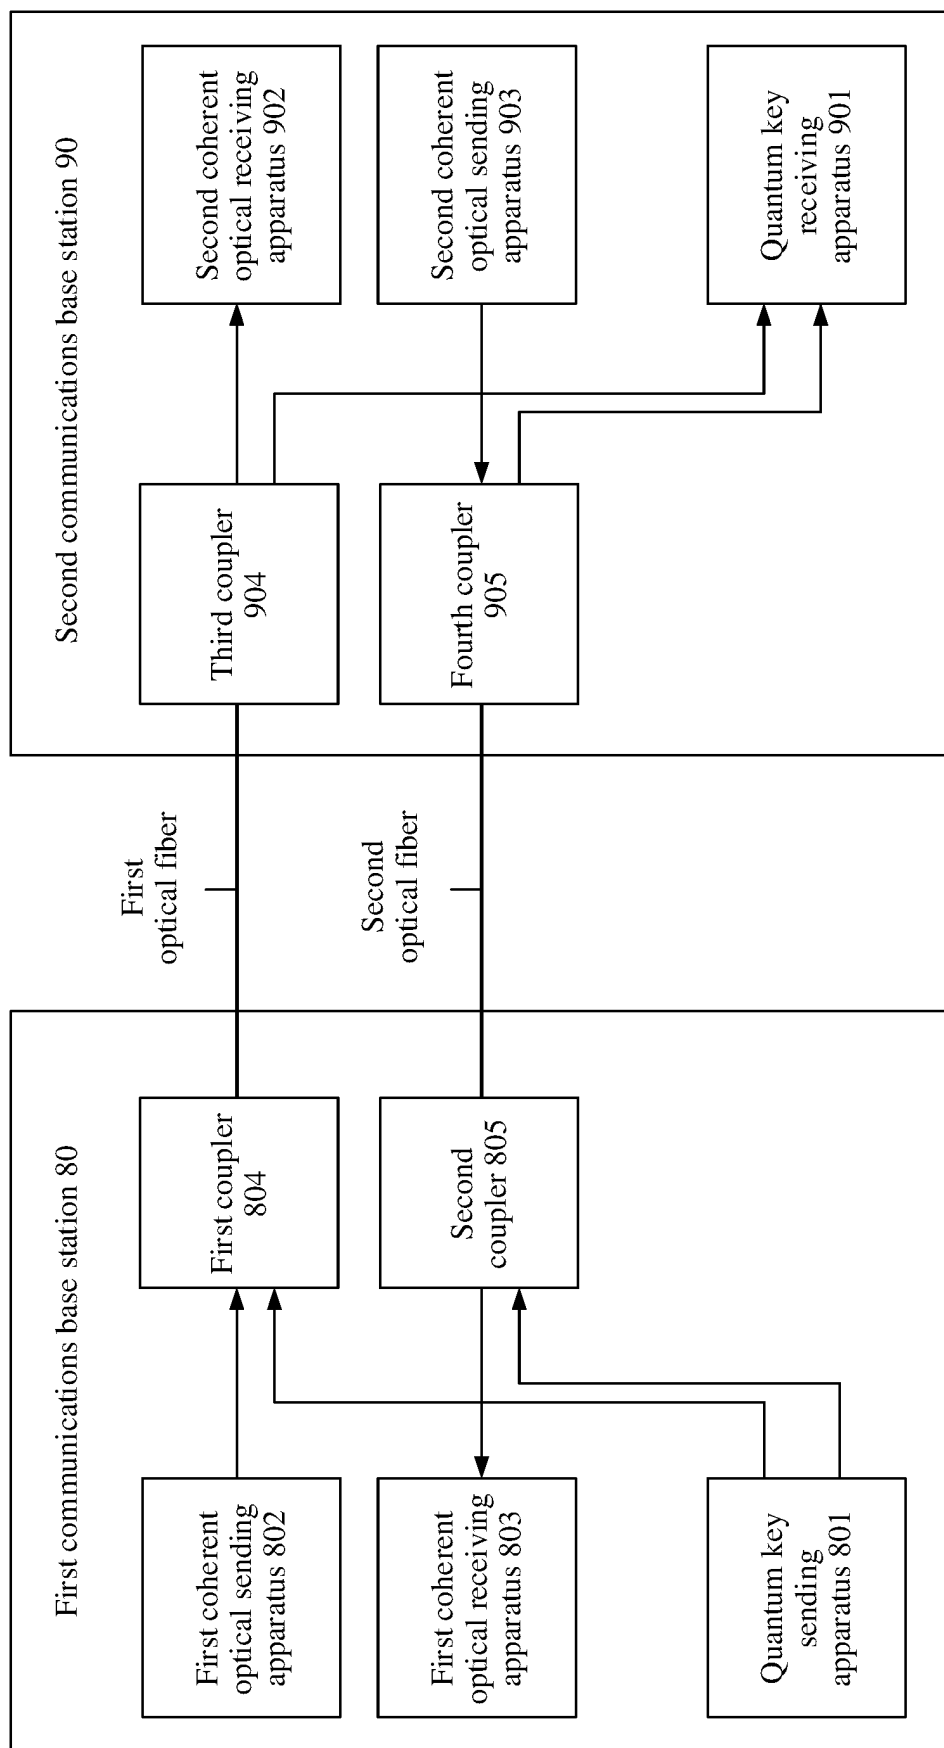 First communications base station 80
First coherent
optical sending
apparatus 802
First coherent
optical receiving
apparatus 803
Quantum key
sending
apparatus 801
First coupler
804
Second
coupler 805
First
optical fiber
Second
optical fiber
Second communications base station 90
Third coupler
904
Fourth coupler
905
Second coherent
optical receiving
apparatus 902
Second coherent
optical sending
apparatus 903
Quantum key
receiving
apparatus 901